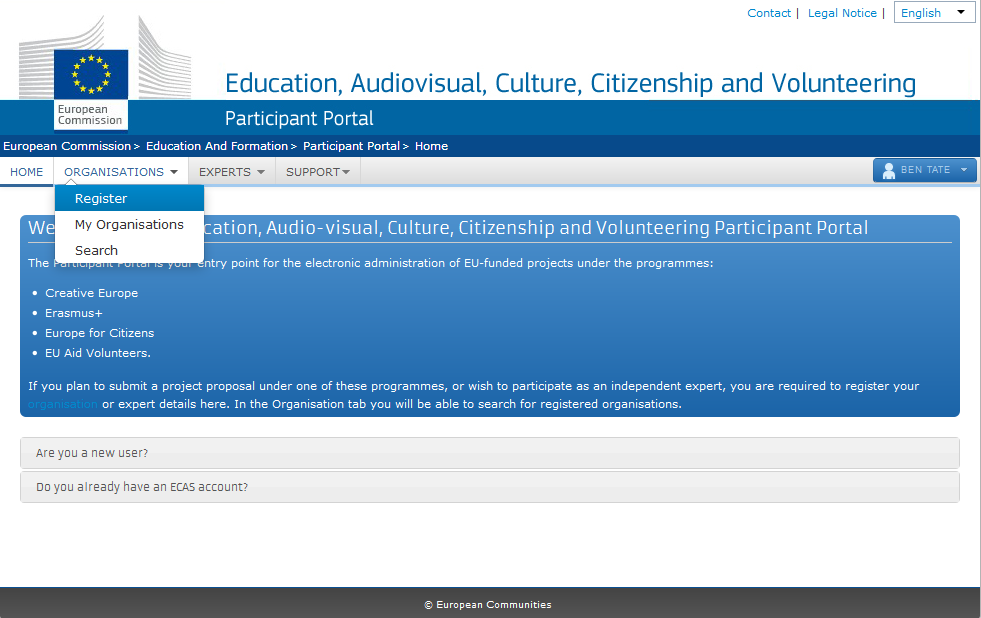 Contact | Legal Notice | English
Education, Audiovisual, Culture, Citizenship and Volunteering
European
Commission
Participant Portal
European Commission > Education And Formation > Participant Portal > Home
HOME ORGANISATIONS EXPERTS SUPPORT BEN TATE
Register
My Organisations
Search
We cation, Audio-visual, Culture, Citizenship and Volunteering Participant Portal
The Participant Portal is your entry point for the electronic administration of EU-funded projects under the programmes:
• Creative Europe
• Erasmus+
• Europe for Citizens
• EU Aid Volunteers.
If you plan to submit a project proposal under one of these programmes, or wish to participate as an independent expert, you are required to register your
organisation or expert details here. In the Organisation tab you will be able to search for registered organisations.
Are you a new user?
Do you already have an ECAS account?
© European Communities